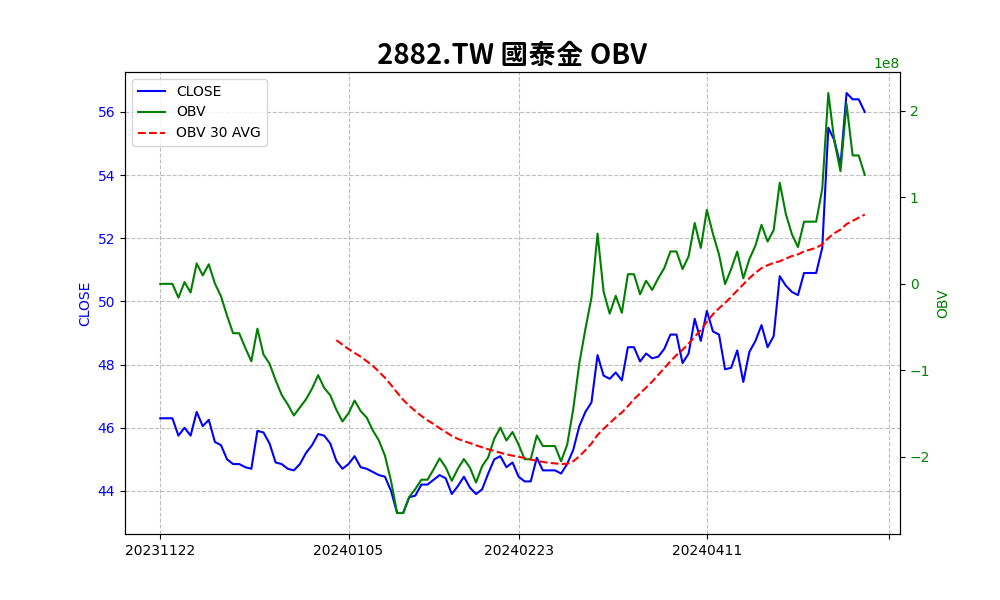 2882.TW 國泰金 OBV
1e8
CLOSE
OBV
OBV 30 AVG
56
54
52
50
48
46
44
CLOSE
2
1
0
−1
−2
OBV
20231122
20240105
20240223
20240411